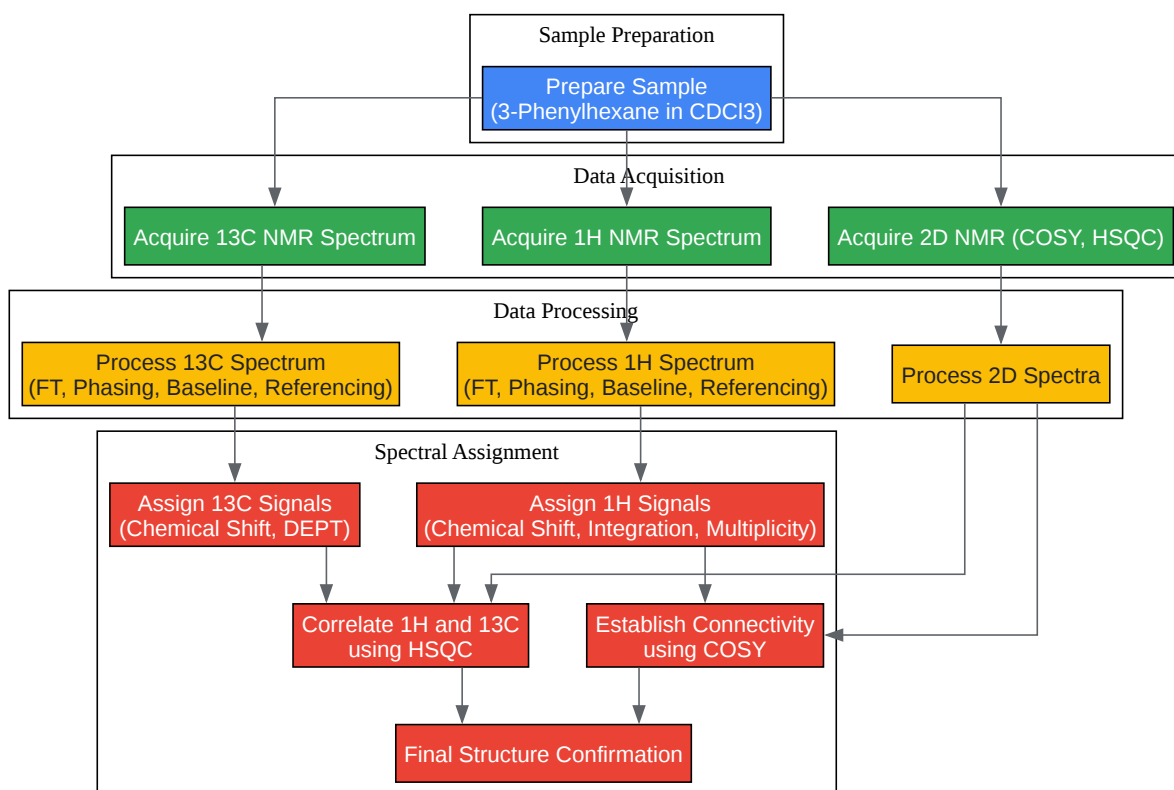 Sample Preparation
Prepare Sample
(3-Phenylhexane in CDCl3)
Data Acquisition
Acquire 13C NMR Spectrum
Acquire 1H NMR Spectrum
Acquire 2D NMR (COSY, HSQC)
Data Processing
Process 13C Spectrum
(FT, Phasing, Baseline, Referencing)
Process 1H Spectrum
(FT, Phasing, Baseline, Referencing)
Process 2D Spectra
Spectral Assignment
Assign 13C Signals
(Chemical Shift, DEPT)
Assign 1H Signals
(Chemical Shift, Integration, Multiplicity)
Correlate 1H and 13C
using HSQC
Establish Connectivity
using COSY
Final Structure Confirmation